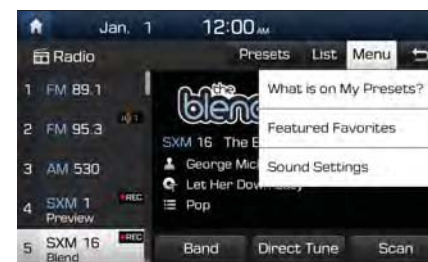 Jan. 1 12:00 AM
Radio Presets List Menu
1 FM 89.1
2 FM 95.3
3 AM 530
4 SXM 1 REC
Preview
5 SXM 16 REC
Blend
the
blend
SXM 16 The
George Mic
Let Her Down Easy
Pop
What is on My Presets?
Featured Favorites
Sound Settings
Band Direct Tune Scan